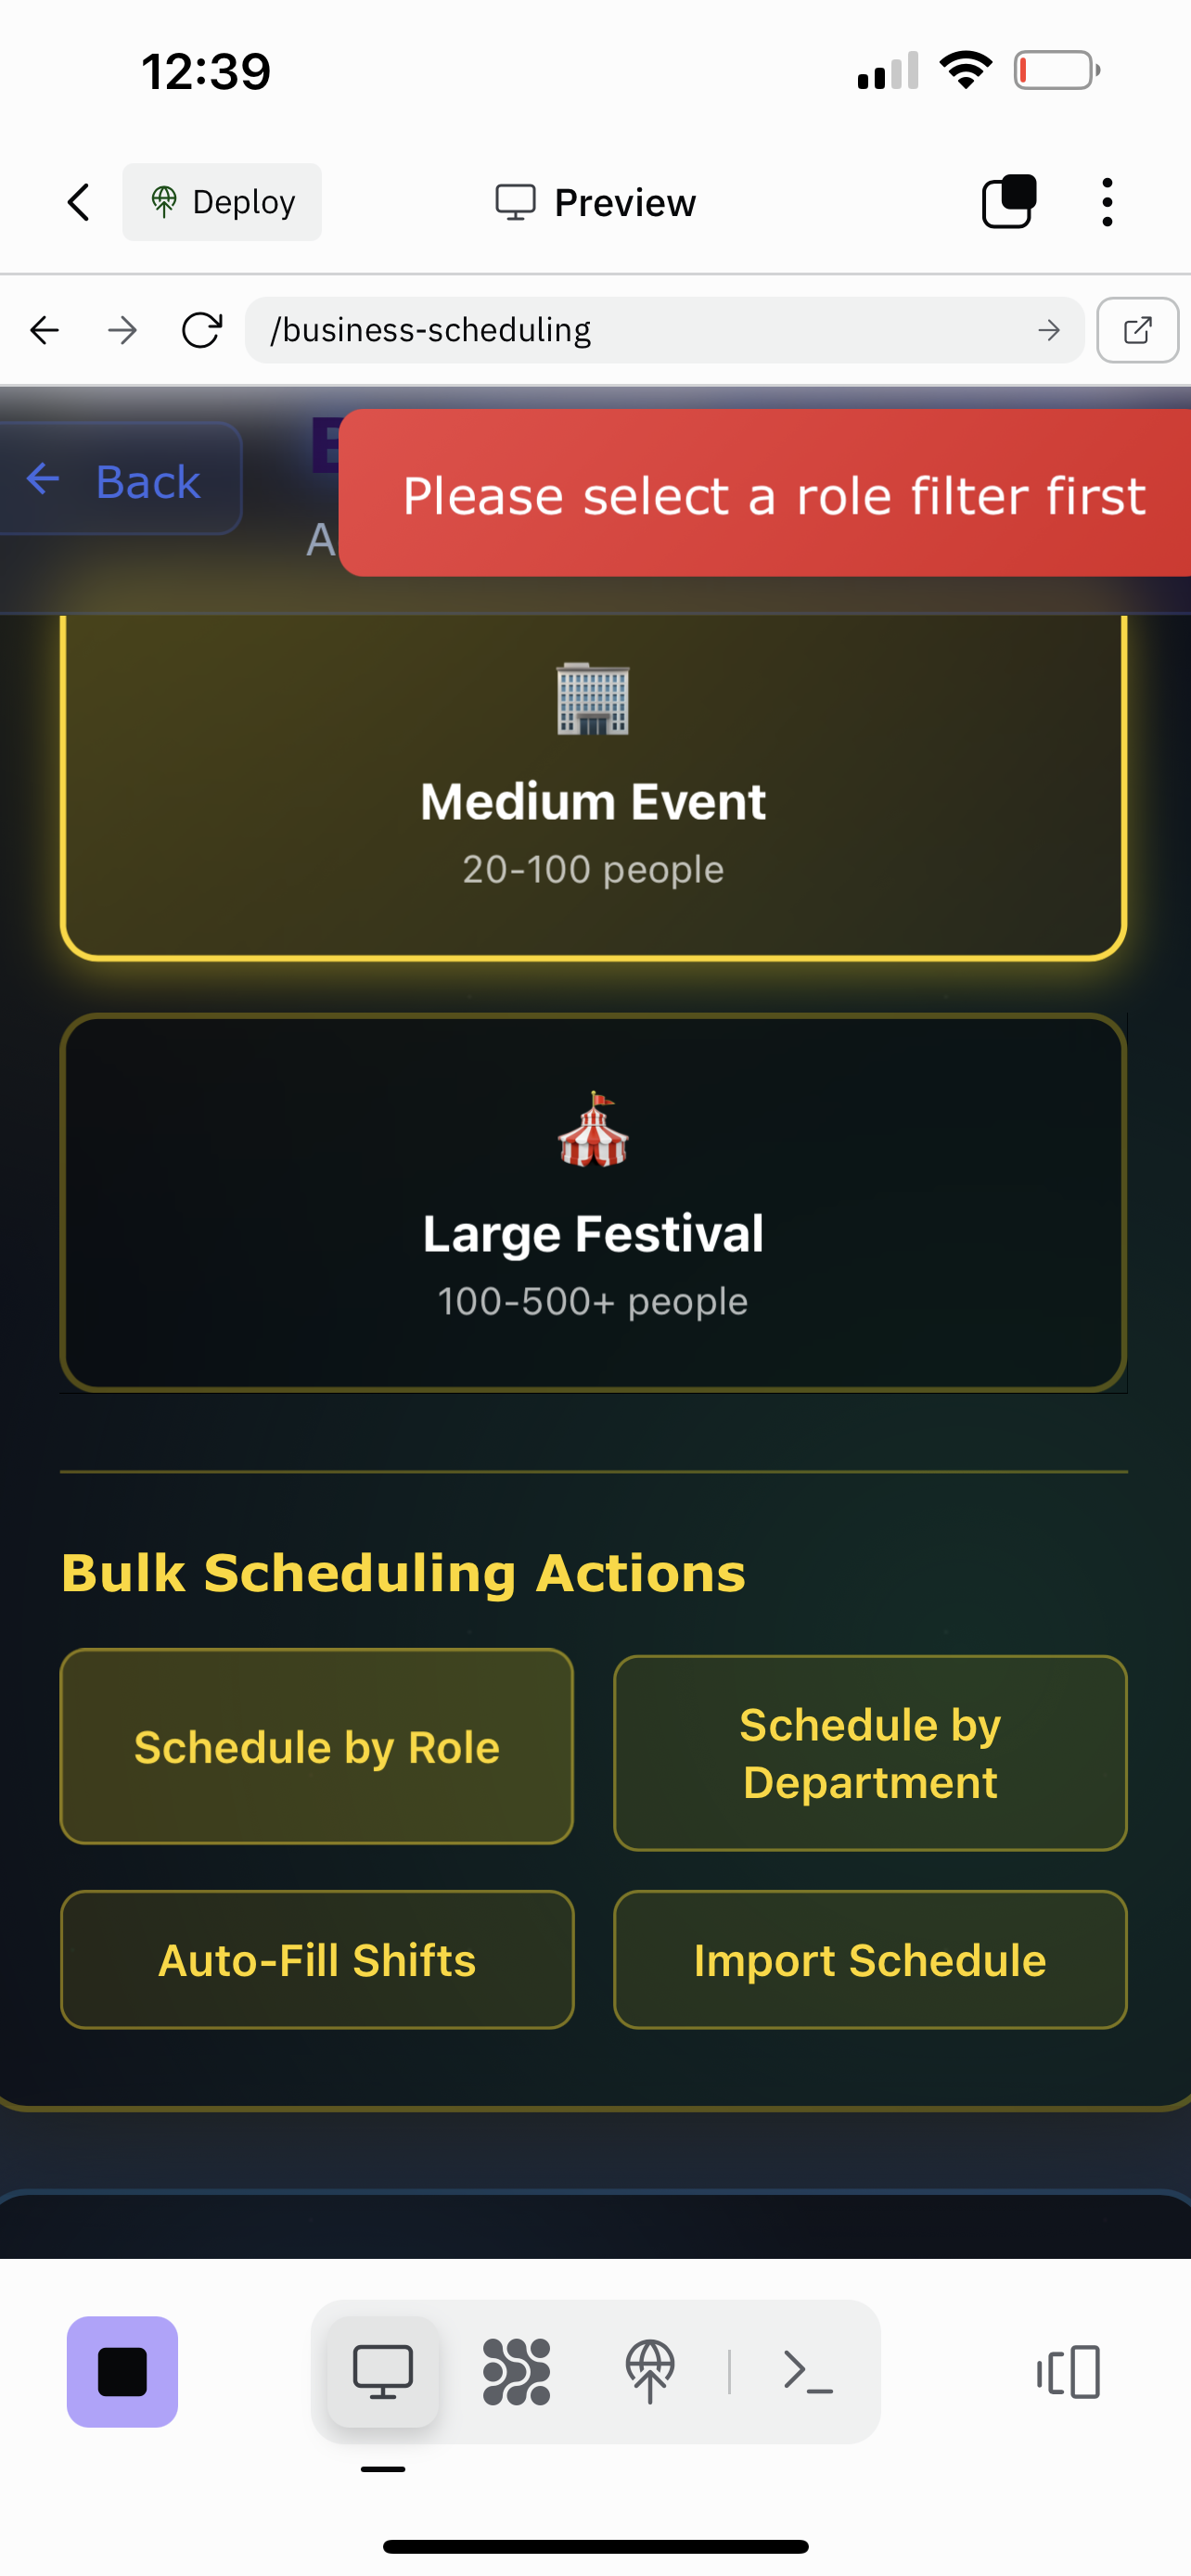 12:39
Deploy
Preview
/business-scheduling
Back
Please select a role filter first
Medium Event
20-100 people
Large Festival
100-500+ people
Bulk Scheduling Actions
Schedule by Role
Schedule by
Department
Auto-Fill Shifts
Import Schedule